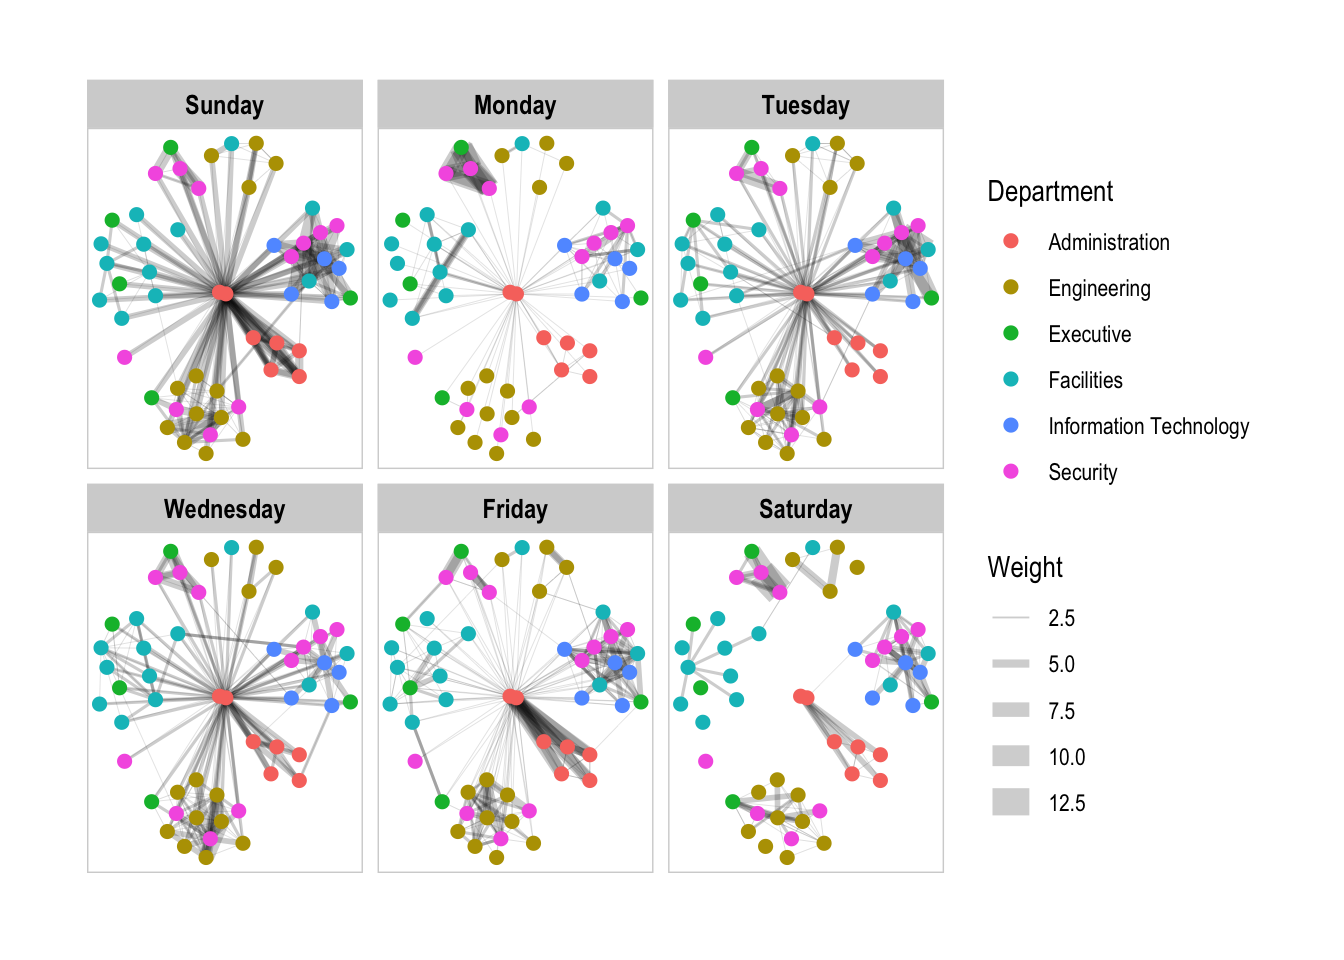 Sunday
Monday
Tuesday
Wednesday
Friday
Saturday
Department
Administration
Engineering
Executive
Facilities
Information Technology
Security
Weight
2.5
5.0
7.5
10.0
12.5